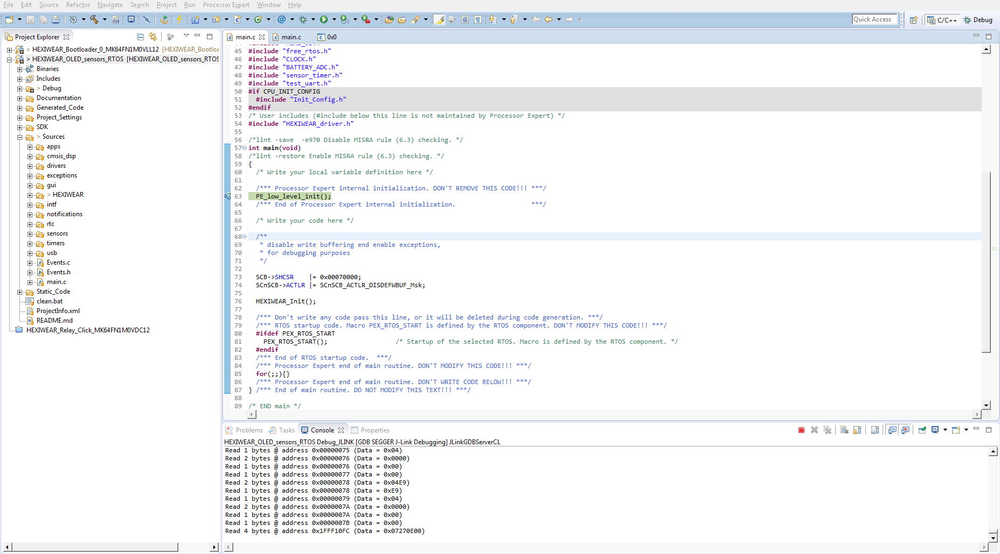 File Edit Source Refactor Navigate Search Project Run Processor Expert Window Help
Quick Access C/C++ Debug
Project Explorer
> HEXIWEAR_Bootloader_0_MK64FN1M0VLL12 [HEXIWEAR_Bootloa
> HEXIWEAR_OLED_sensors_RTOS [HEXIWEAR_OLED_sensors_RTOS
Binaries
Includes
> Debug
Documentation
Generated_Code
Project_Settings
SDK
> Sources
apps
cmsis_dsp
drivers
exceptions
gui
> HEXIWEAR
intf
notifications
rtc
sensors
timers
usb
Events.c
Events.h
main.c
Static_Code
clean.bat
ProjectInfo.xml
README.md
HEXIWEAR_Relay_Click_MK64FN1M0VDC12
main.c main.c 0x0
45 #include "free_rtos.h"
46 #include "CLOCK.h"
47 #include "BATTERY_ADC.h"
48 #include "sensor_timer.h"
49 #include "test_uart.h"
50 #if CPU_INIT_CONFIG
51 #include "Init_Config.h"
52 #endif
53 /* User includes (#include below this line is not maintained by Processor Expert) */
54 #include "HEXIWEAR_driver.h"
55
56 /*lint -save  -e970 Disable MISRA rule (6.3) checking. */
57 int main(void)
58 /*lint -restore Enable MISRA rule (6.3) checking. */
59 {
60 /* Write your local variable definition here */
61
62 /*** Processor Expert internal initialization. DON'T REMOVE THIS CODE!!! ***/
63 PE_low_level_init();
64 /*** End of Processor Expert internal initialization. ***/
65
66 /* Write your code here */
67
68 /**
69 * disable write buffering end enable exceptions,
70 * for debugging purposes
71 */
72
73 SCB->SHCSR |= 0x00070000;
74 SCnSCB->ACTLR |= SCnSCB_ACTLR_DISDEFWBUF_Msk;
75
76 HEXIWEAR_Init();
77
78 /*** Don't write any code pass this line, or it will be deleted during code generation. ***/
79 /*** RTOS startup code. Macro PEX_RTOS_START is defined by the RTOS component. DON'T MODIFY THIS CODE!!! ***/
80 #ifdef PEX_RTOS_START
81 PEX_RTOS_START(); /* Startup of the selected RTOS. Macro is defined by the RTOS component. */
82 #endif
83 /*** End of RTOS startup code.  ***/
84 /*** Processor Expert end of main routine. DON'T MODIFY THIS CODE!!! ***/
85 for(;;){}
86 /*** Processor Expert end of main routine. DON'T WRITE CODE BELOW!!! ***/
87 } /*** End of main routine. DO NOT MODIFY THIS TEXT!!! ***/
88
89 /* END main */
Problems Tasks Console Properties
HEXIWEAR_OLED_sensors_RTOS Debug_JLINK [GDB SEGGER J-Link Debugging] JLinkGDBServerCL
Read 1 bytes @ address 0x00000075 (Data = 0x04)
Read 2 bytes @ address 0x00000076 (Data = 0x0000)
Read 1 bytes @ address 0x00000076 (Data = 0x00)
Read 1 bytes @ address 0x00000077 (Data = 0x00)
Read 2 bytes @ address 0x00000078 (Data = 0x04E9)
Read 1 bytes @ address 0x00000078 (Data = 0xE9)
Read 1 bytes @ address 0x00000079 (Data = 0x04)
Read 2 bytes @ address 0x0000007A (Data = 0x0000)
Read 1 bytes @ address 0x0000007A (Data = 0x00)
Read 1 bytes @ address 0x0000007B (Data = 0x00)
Read 4 bytes @ address 0x1FFF10FC (Data = 0x07270E00)